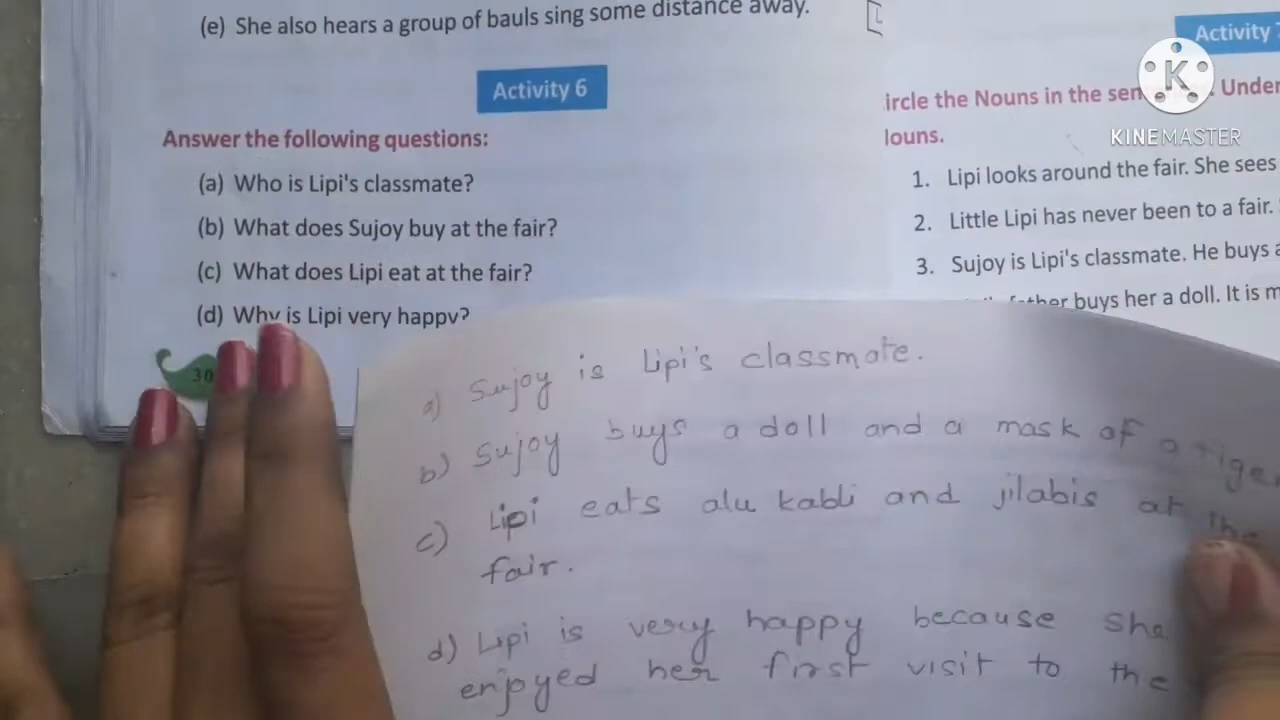 (e) She also hears a group of bauls sing some distance away.
Activity 6
Answer the following questions:
(a) Who is Lipi's classmate?
(b) What does Sujoy buy at the fair?
(c) What does Lipi eat at the fair?
(d) Why is Lipi very happy?
30
Activity
ircle the Nouns in the sen Under
louns.
1. Lipi looks around the fair. She sees
2. Little Lipi has never been to a fair.
3. Sujoy is Lipi's classmate. He buys a
buys her a doll. It is m
KINEMASTER
a) Sujoy is Lipi's classmate.
b) Sujoy buys a doll and a mask of a tiger
c) Lipi eats alu kabli and jilabis at the
fair.
d) Lipi is very happy because she
enjoyed her first visit to the